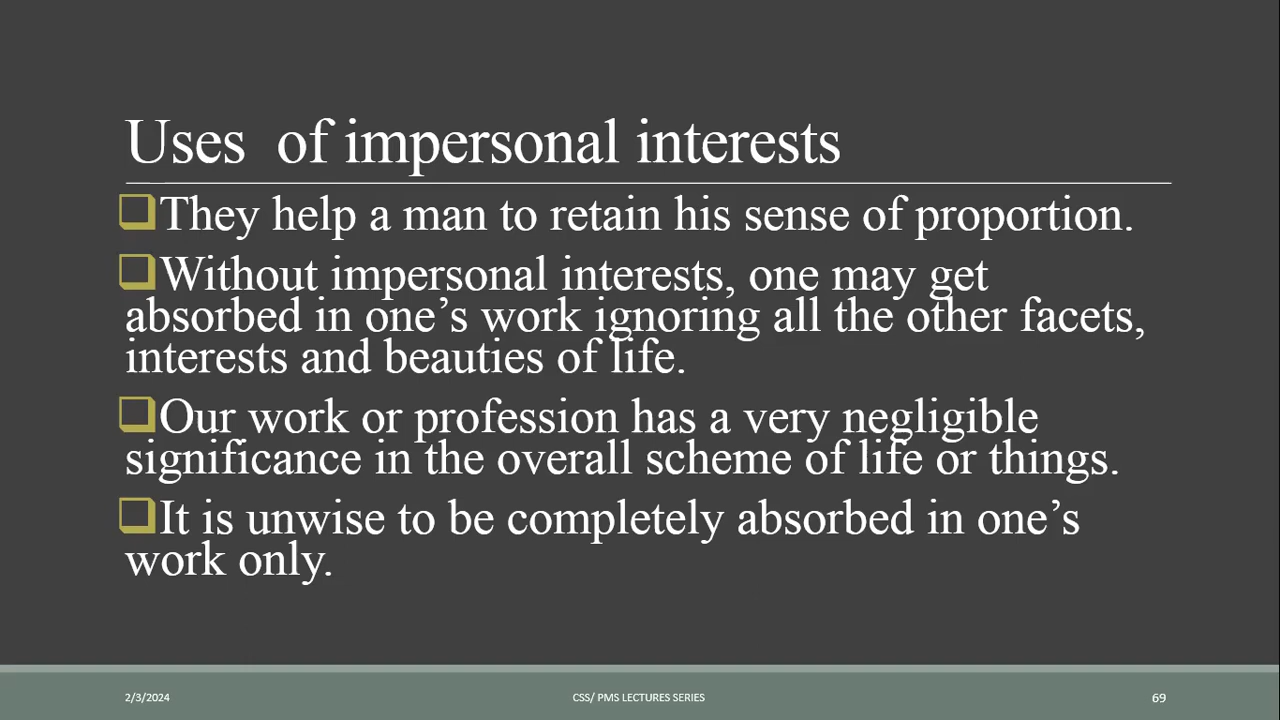 Uses  of impersonal interests
❑They help a man to retain his sense of proportion.
❑Without impersonal interests, one may get
absorbed in one’s work ignoring all the other facets,
interests and beauties of life.
❑Our work or profession has a very negligible
significance in the overall scheme of life or things.
❑It is unwise to be completely absorbed in one’s
work only.
2/3/2024
CSS/ PMS LECTURES SERIES
69